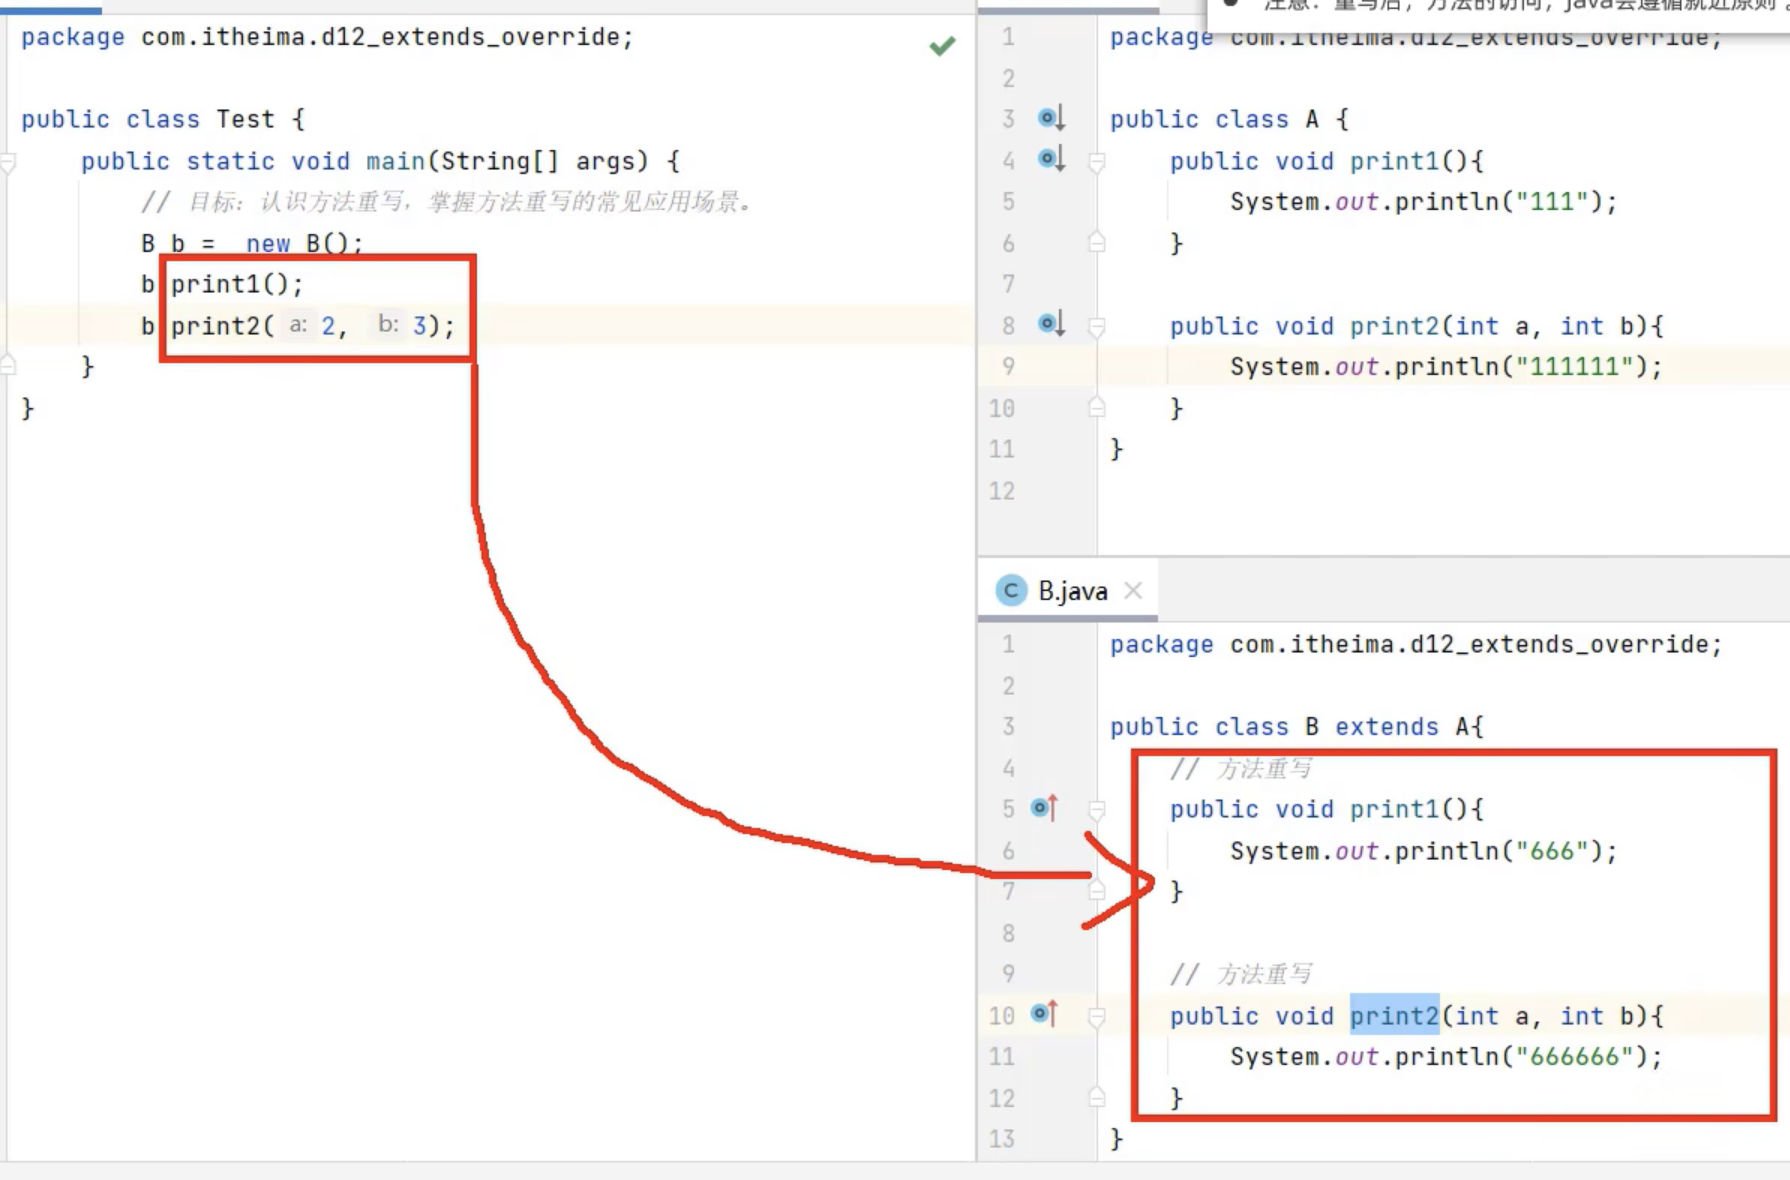 package com.itheima.d12_extends_override;
public class Test {
public static void main(String[] args) {
// 目标：认识方法重写，掌握方法重写的常见应用场景。
B b =  new B();
b print1();
b print2( a: 2,  b: 3);
}
}
注意：重写后，方法的访问，java会遵循就近原则
1 package com.itheima.d12_extends_override;
2
3 public class A {
4 public void print1(){
5 System.out.println("111");
6 }
7
8 public void print2(int a, int b){
9 System.out.println("111111");
10 }
11 }
12
C B.java
1 package com.itheima.d12_extends_override;
2
3 public class B extends A{
4 // 方法重写
5 public void print1(){
6 System.out.println("666");
7 }
8
9 // 方法重写
10 public void print2(int a, int b){
11 System.out.println("666666");
12 }
13 }